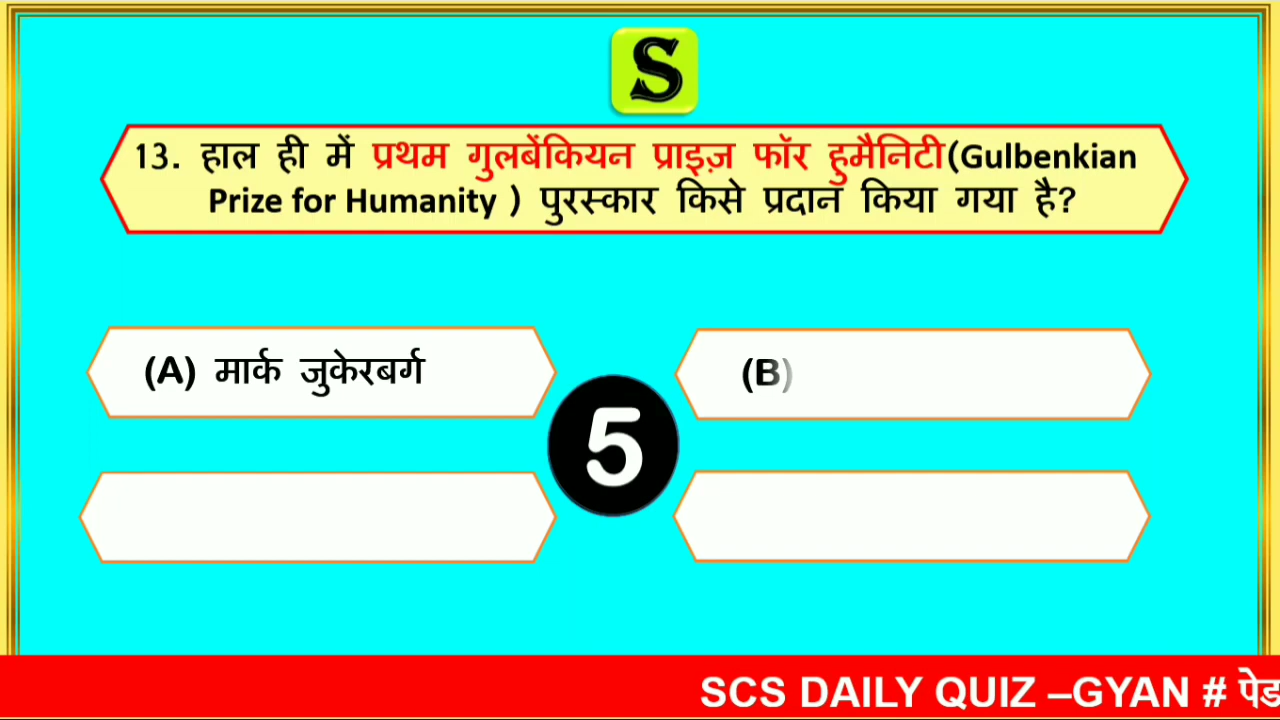 S
13. हाल ही में प्रथम गुलबेंकियन प्राइज़ फॉर हुमैनिटी(Gulbenkian
Prize for Humanity ) पुरस्कार किसे प्रदान किया गया है?
(A) मार्क जुकेरबर्ग
(B)
5
SCS DAILY QUIZ –GYAN # पेड